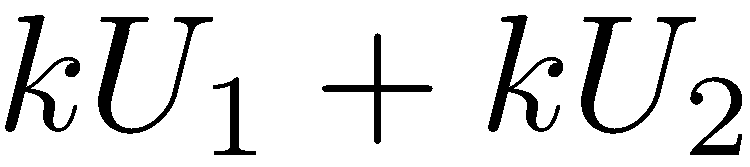 kU₁ + kU₂